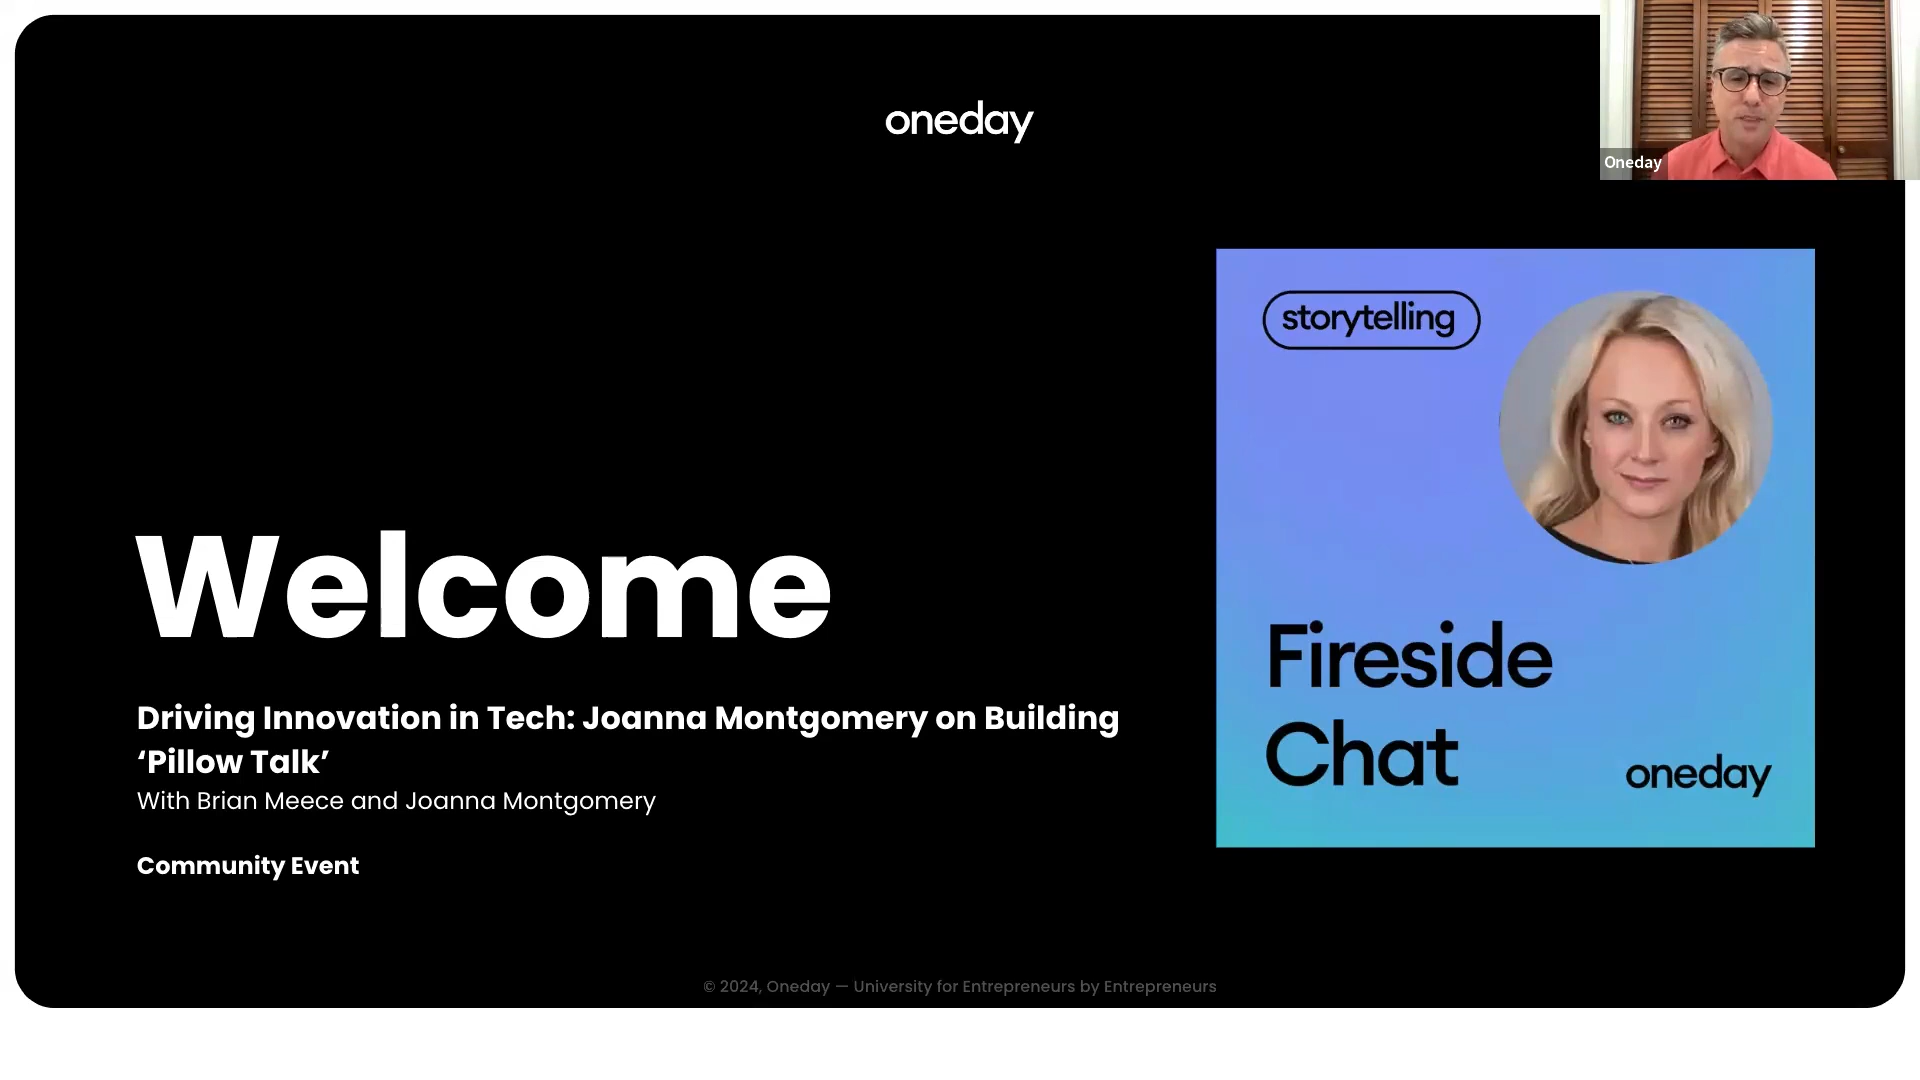 oneday
Oneday
storytelling
Fireside
Chat
oneday
Welcome
Driving Innovation in Tech: Joanna Montgomery on Building
‘Pillow Talk’
With Brian Meece and Joanna Montgomery
Community Event
© 2024, Oneday — University for Entrepreneurs by Entrepreneurs